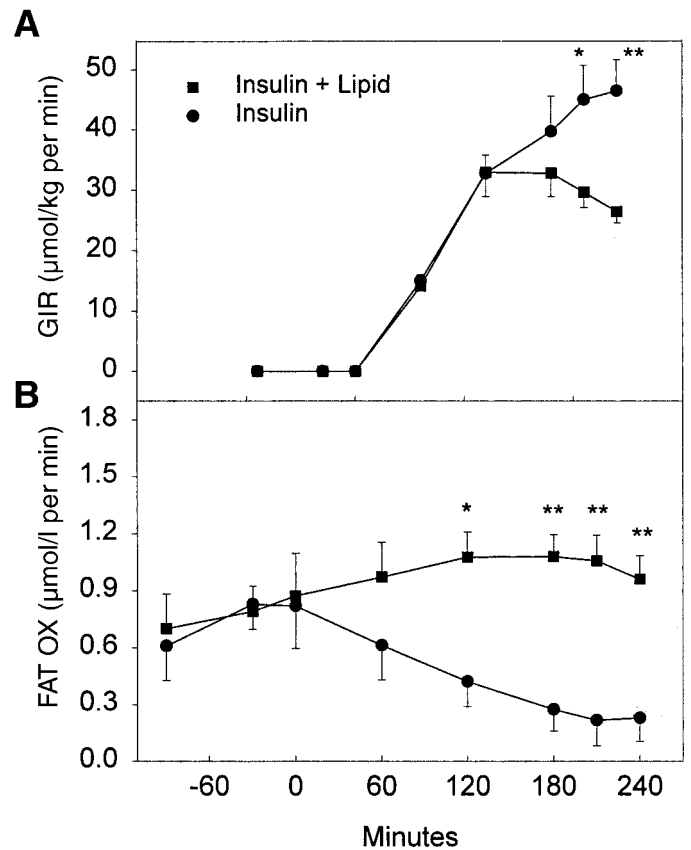 A
GIR (µmol/kg per min)
50
40
30
20
10
0
Insulin + Lipid
Insulin
*
**
B
FAT OX (µmol/l per min)
1.8
1.5
1.2
0.9
0.6
0.3
0.0
*
**
**
**
-60 0 60 120 180 240
Minutes